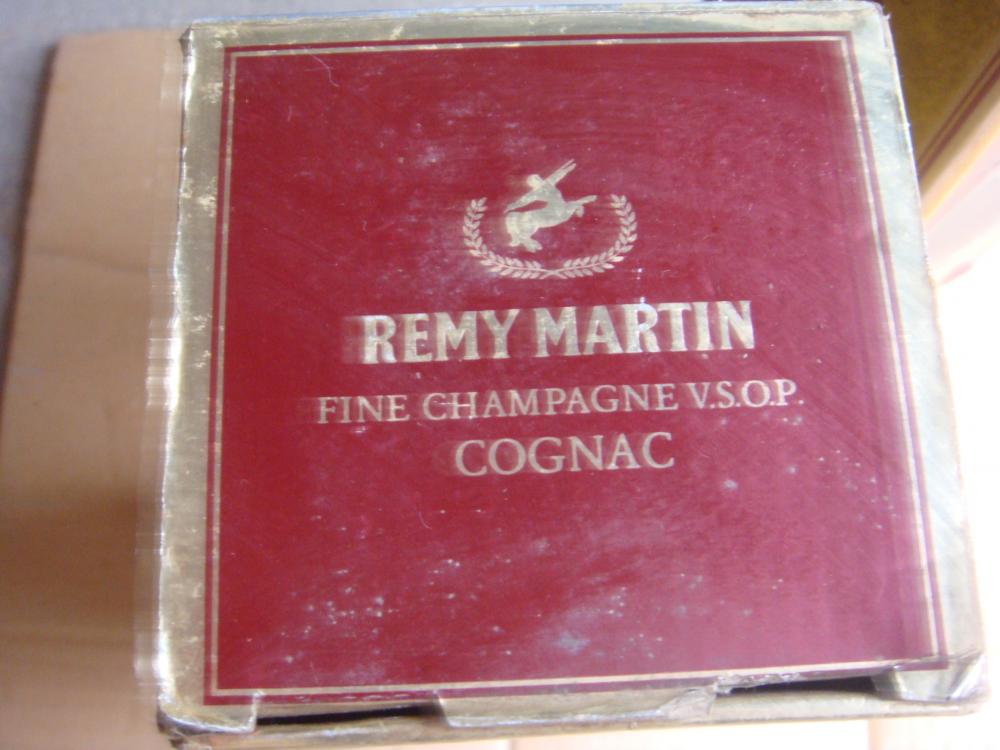 REMY MARTIN
FINE CHAMPAGNE V.S.O.P.
COGNAC